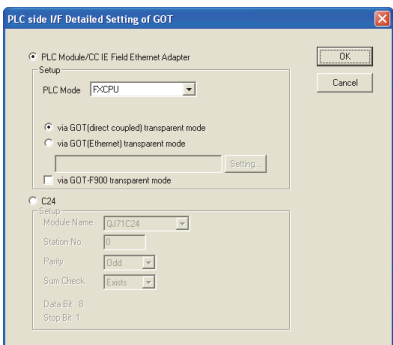 PLC side I/F Detailed Setting of GOT
PLC Module/CC IE Field Ethernet Adapter
OK
Setup
Cancel
PLC Mode FXCPU
via GOT(direct coupled) transparent mode
via GOT(Ethernet) transparent mode
Setting...
via GOT-F900 transparent mode
C24
Setup
Module Name QJ71C24
Station No 0
Parity Odd
Sum Check Exists
Data Bit 8
Stop Bit 1